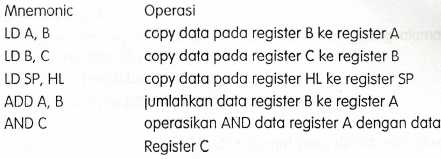 Mnemonic Operasi
LD A, B copy data pada register B ke register A
LD B, C copy data pada register C ke register B
LD SP, HL copy data pada register HL ke register SP
ADD A, B jumlahkan data register B ke register A
AND C operasikan AND data register A dengan data
Register C